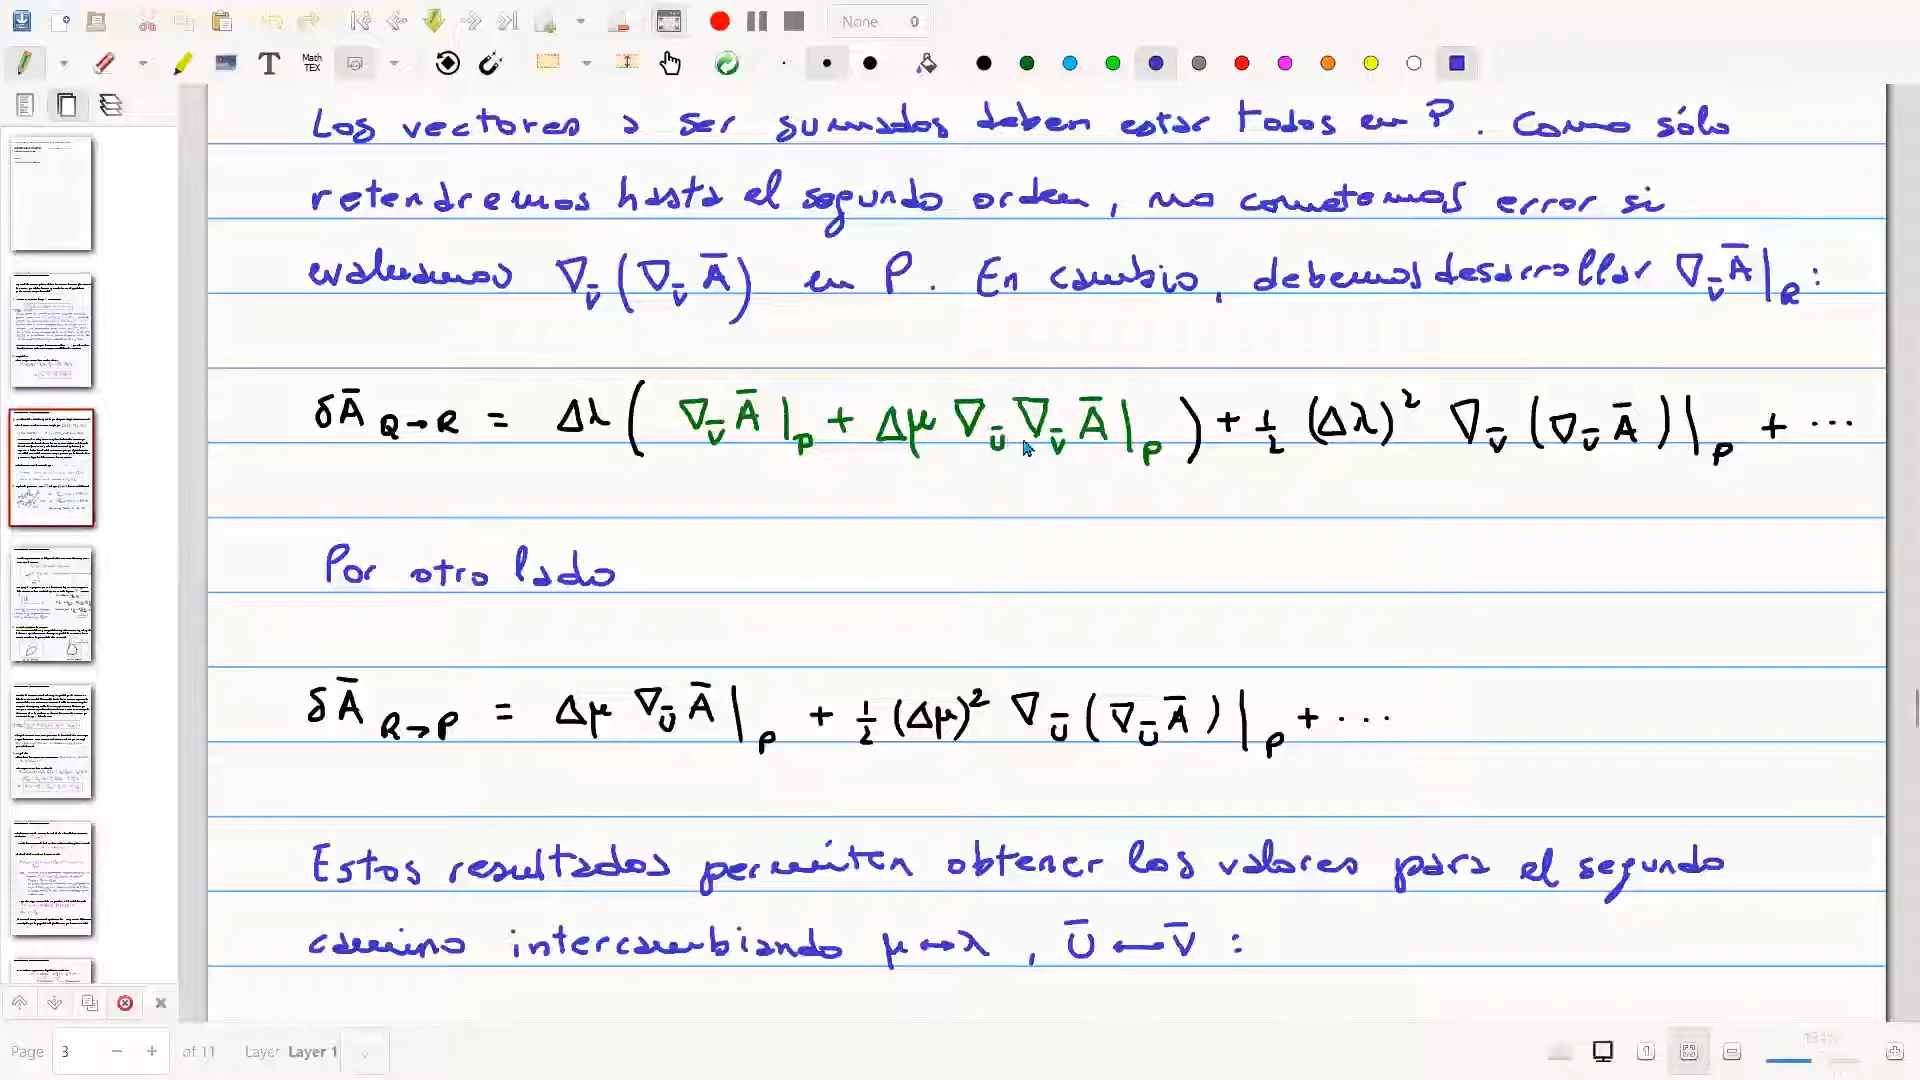 None 0
T Math TEX
Los vectores a ser sumados deben estar todos en P. Como sólo
retendremos hasta el segundo orden, no cometemos error si
evaluamos ∇_V̄(∇_V̄ Ā) en P. En cambio, debemos desarrollar ∇_V̄ Ā|_R:
δĀ_{Q→R} = Δλ( ∇_V̄ Ā|_P + Δμ ∇_Ū ∇_V̄ Ā|_P ) + ½ (Δλ)² ∇_V̄ (∇_V̄ Ā)|_P + ...
Por otro lado
δĀ_{R→P} = Δμ ∇_Ū Ā|_P + ½ (Δμ)² ∇_Ū (∇_Ū Ā)|_P + ...
Estos resultados permiten obtener los valores para el segundo
camino intercambiando μ↔λ, Ū↔V̄ :
Page 3 − + of 11 Layer Layer 1